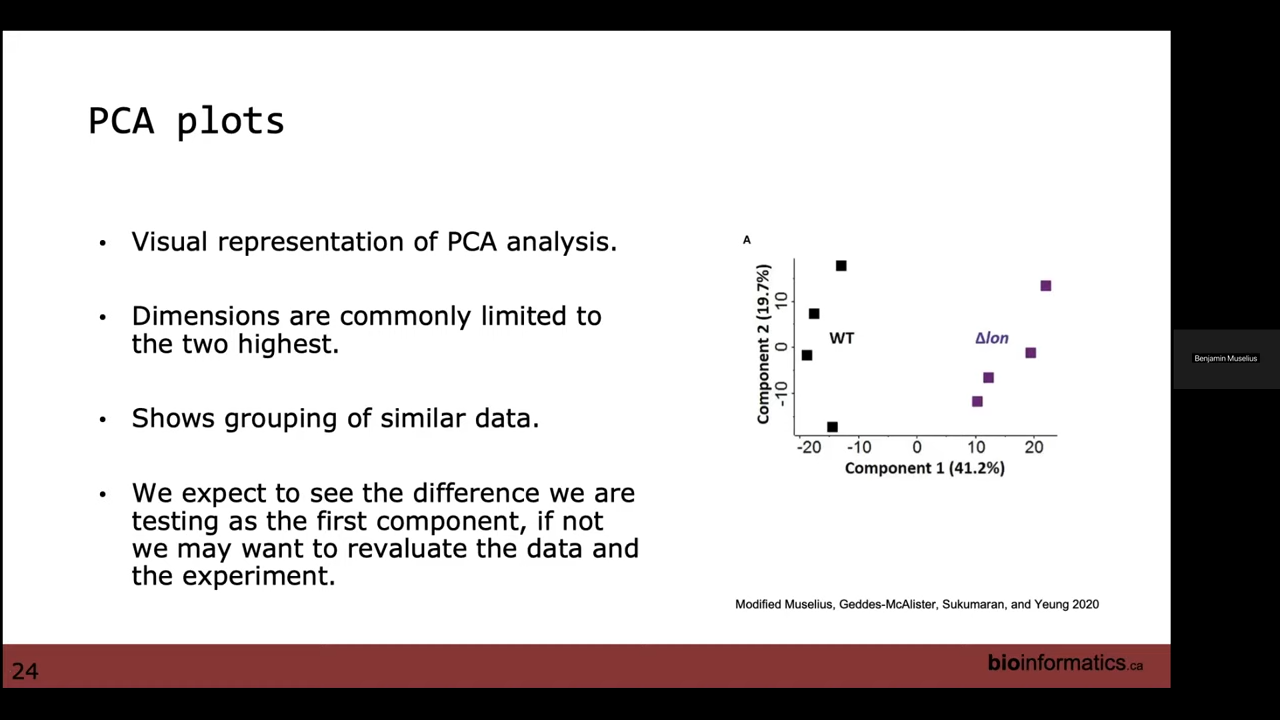 PCA plots
• Visual representation of PCA analysis.
• Dimensions are commonly limited to
the two highest.
• Shows grouping of similar data.
• We expect to see the difference we are
testing as the first component, if not
we may want to revaluate the data and
the experiment.
A
Component 2 (19.7%)
10
0
-10
WT
Δlon
-20 -10 0 10 20
Component 1 (41.2%)
Modified Muselius, Geddes-McAlister, Sukumaran, and Yeung 2020
24
bioinformatics.ca
Benjamin Muselius